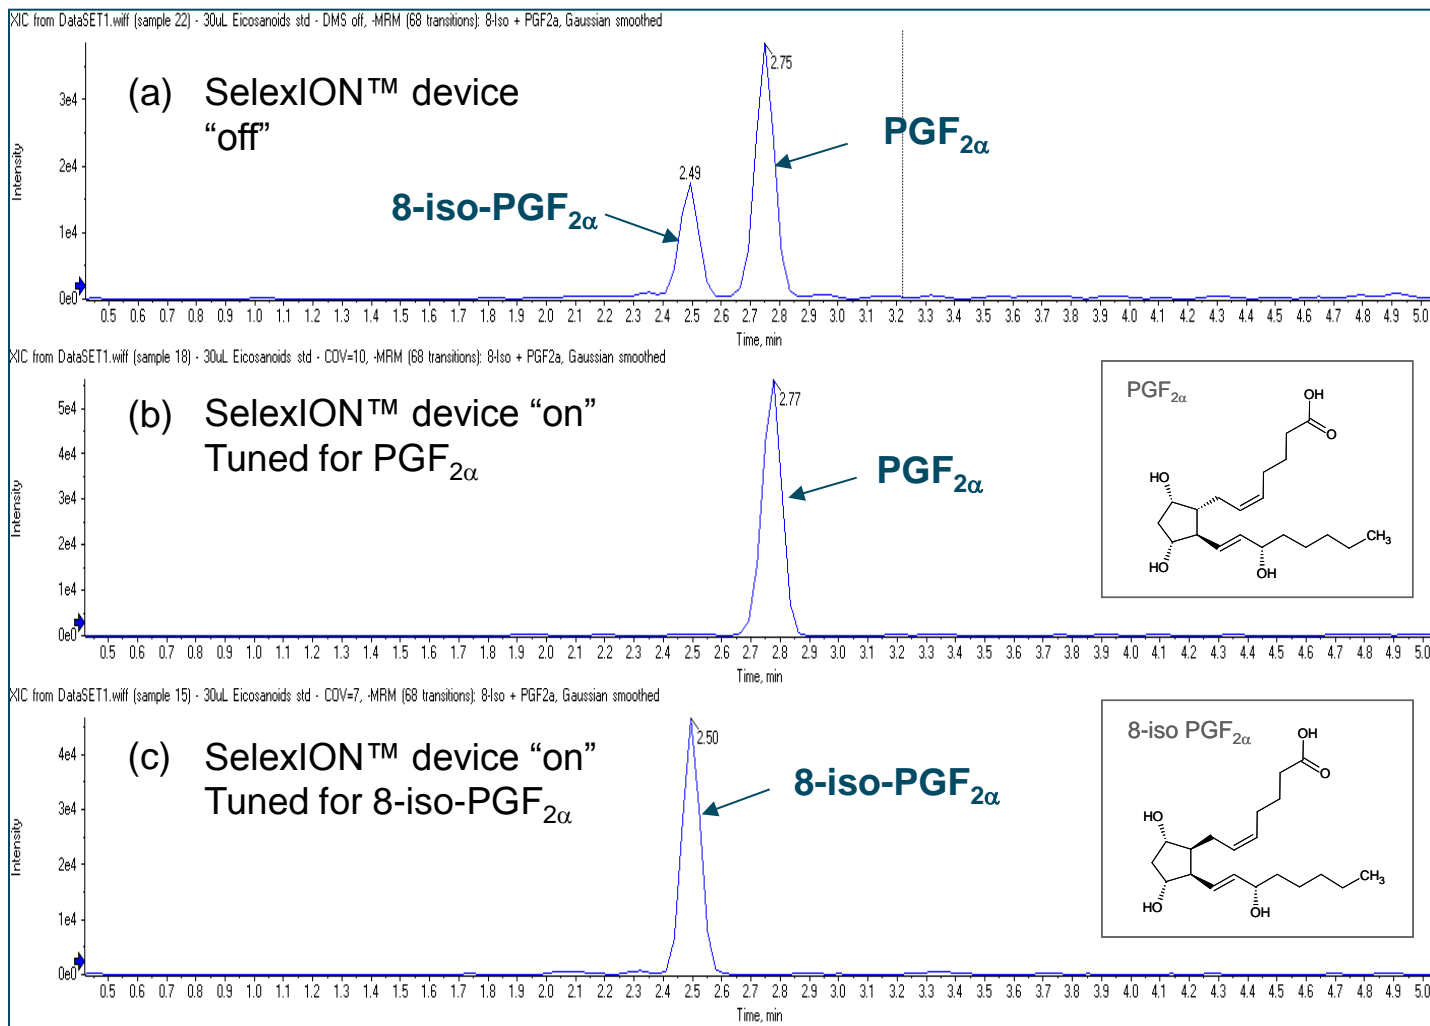 XIC from DataSET1.wiff (sample 22) - 30uL Eicosanoids std - DMS off, -MRM (68 transitions): 8-Iso + PGF2a, Gaussian smoothed
(a) SelexION™ device
“off”
2.75
PGF2α
2.49
8-iso-PGF2α
3e4
2e4
1e4
0e0
Intensity
0.5 0.6 0.7 0.8 0.9 1.0 1.1 1.2 1.3 1.4 1.5 1.6 1.7 1.8 1.9 2.0 2.1 2.2 2.3 2.4 2.5 2.6 2.7 2.8 2.9 3.0 3.1 3.2 3.3 3.4 3.5 3.6 3.7 3.8 3.9 4.0 4.1 4.2 4.3 4.4 4.5 4.6 4.7 4.8 4.9 5.0
Time, min
XIC from DataSET1.wiff (sample 18) - 30uL Eicosanoids std - COV=10, -MRM (68 transitions): 8-Iso + PGF2a, Gaussian smoothed
(b) SelexION™ device “on”
Tuned for PGF2α
2.77
PGF2α
5e4
4e4
3e4
2e4
1e4
0e0
Intensity
PGF2α
OH
O
HO
CH3
HO
OH
0.5 0.6 0.7 0.8 0.9 1.0 1.1 1.2 1.3 1.4 1.5 1.6 1.7 1.8 1.9 2.0 2.1 2.2 2.3 2.4 2.5 2.6 2.7 2.8 2.9 3.0 3.1 3.2 3.3 3.4 3.5 3.6 3.7 3.8 3.9 4.0 4.1 4.2 4.3 4.4 4.5 4.6 4.7 4.8 4.9 5.0
Time, min
XIC from DataSET1.wiff (sample 15) - 30uL Eicosanoids std - COV=7, -MRM (68 transitions): 8-Iso + PGF2a, Gaussian smoothed
(c) SelexION™ device “on”
Tuned for 8-iso-PGF2α
2.50
8-iso-PGF2α
4e4
3e4
2e4
1e4
0e0
Intensity
8-iso PGF2α
OH
O
HO
CH3
HO
OH
0.5 0.6 0.7 0.8 0.9 1.0 1.1 1.2 1.3 1.4 1.5 1.6 1.7 1.8 1.9 2.0 2.1 2.2 2.3 2.4 2.5 2.6 2.7 2.8 2.9 3.0 3.1 3.2 3.3 3.4 3.5 3.6 3.7 3.8 3.9 4.0 4.1 4.2 4.3 4.4 4.5 4.6 4.7 4.8 4.9 5.0
Time, min